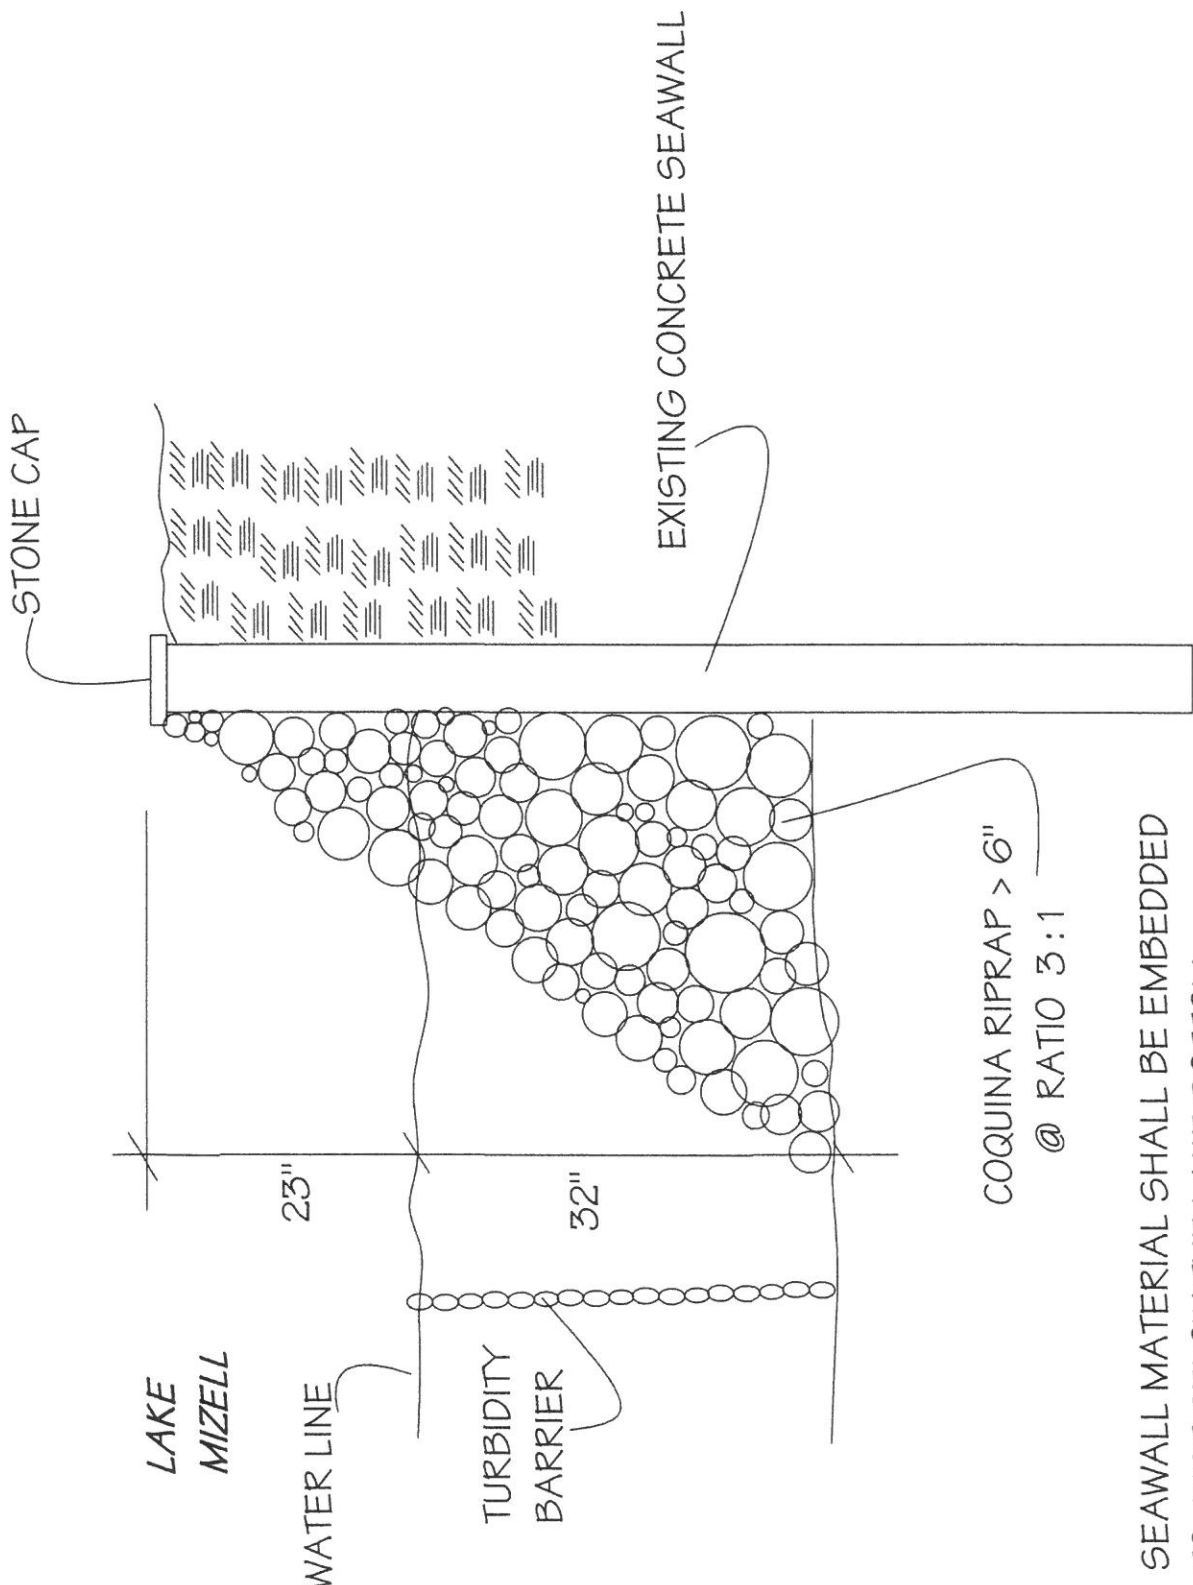 STONE CAP
LAKE
MIZELL
23"
WATER LINE
32"
TURBIDITY
BARRIER
EXISTING CONCRETE SEAWALL
COQUINA RIPRAP > 6"
@ RATIO 3:1
SEAWALL MATERIAL SHALL BE EMBEDDED